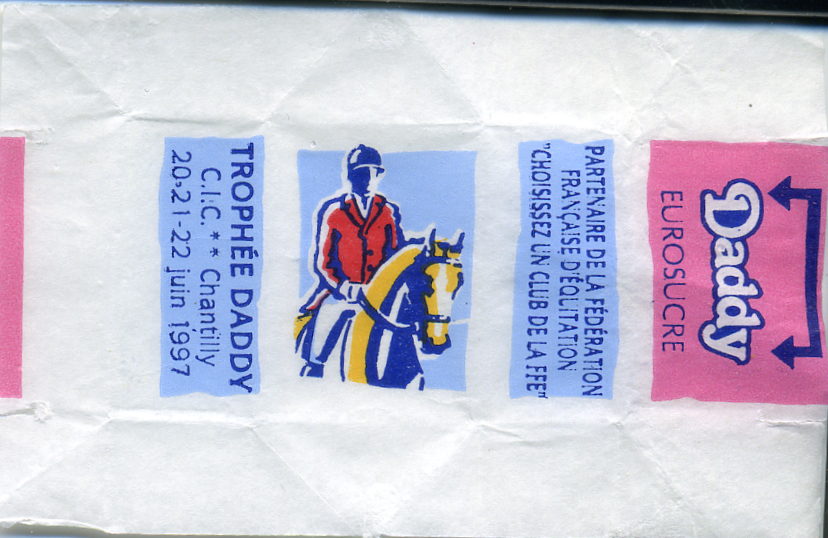 TROPHÉE DADDY
C.I.C. ** Chantilly
20-21-22 juin 1997
PARTENAIRE DE LA FÉDÉRATION
FRANÇAISE D'ÉQUITATION
"CHOISISSEZ UN CLUB DE LA FFE"
Daddy
EUROSUCRE